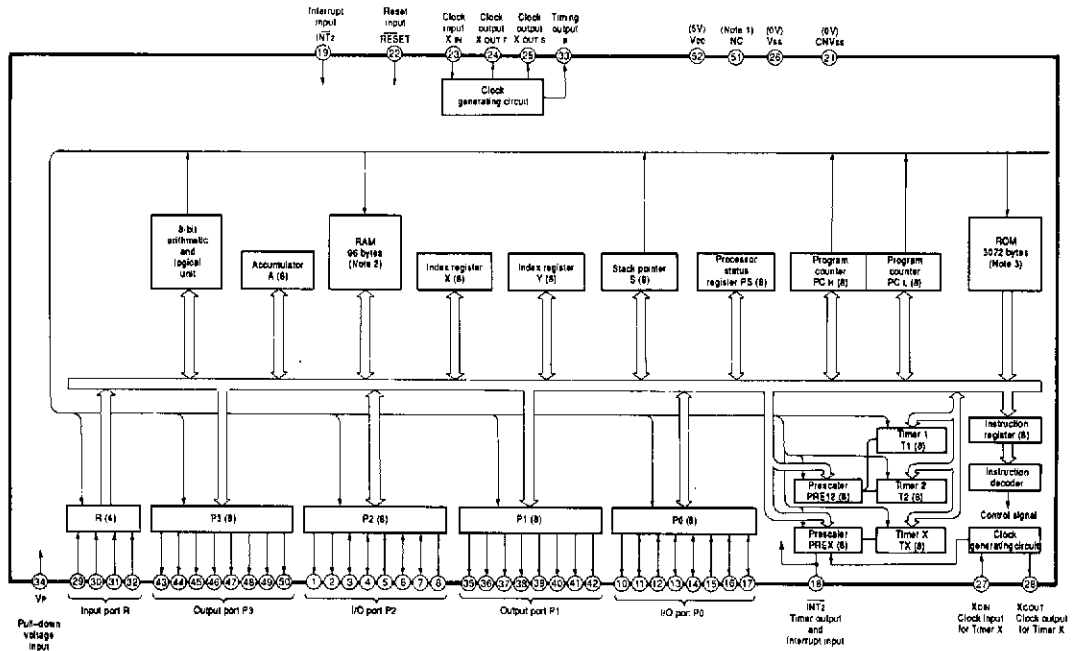 Interrupt input INT2
Reset input RESET
Clock input X IN
Clock output X OUT F
Clock output X OUT S
Timing output
(5V) Vcc
(Note 1) NC
(0V) Vss
(0V) CNVss
19 22 23 24 25 33 52 51 26 21
Clock generating circuit
8-bit arithmetic and logical unit
Accumulator A (8)
RAM 96 bytes (Note 2)
Index register X (8)
Index register Y (8)
Stack pointer S (8)
Processor status register PS (8)
Program counter PC H (8)
Program counter PC L (8)
ROM 3072 bytes (Note 3)
Timer 1 T1 (8)
Instruction register (8)
Prescaler PRE12 (8)
Timer 2 T2 (8)
Instruction decoder
Control signal
R (4)
P3 (8)
P2 (8)
P1 (8)
P0 (8)
Prescaler PREX (8)
Timer X TX (8)
Clock generating circuit
34 29 30 31 32 43 44 45 46 47 48 49 50 1 2 3 4 5 6 7 8 35 36 37 38 39 40 41 42 10 11 12 13 14 15 16 17 18 27 28
VP
Pull-down voltage input
Input port R
Output port P3
I/O port P2
Output port P1
I/O port P0
INT2
Timer output and Interrupt input
XCIN
Clock input for Timer X
XCOUT
Clock output for Timer X